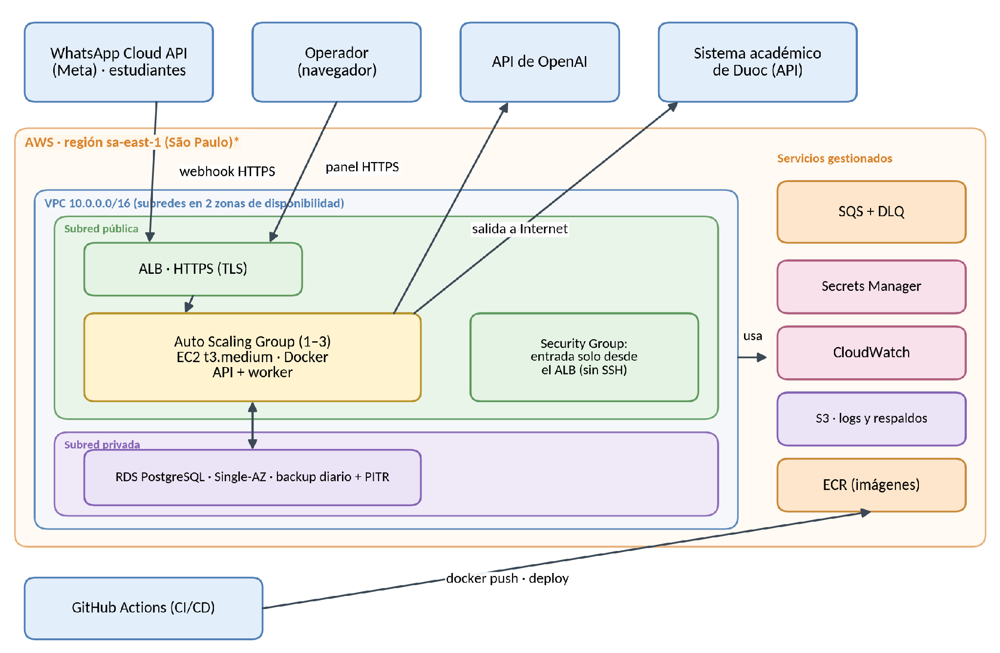 WhatsApp Cloud API
(Meta) · estudiantes
Operador
(navegador)
API de OpenAI
Sistema académico
de Duoc (API)
AWS · región sa-east-1 (São Paulo)*
webhook HTTPS
panel HTTPS
Servicios gestionados
VPC 10.0.0.0/16 (subredes en 2 zonas de disponibilidad)
Subred pública
salida a Internet
ALB · HTTPS (TLS)
Auto Scaling Group (1–3)
EC2 t3.medium · Docker
API + worker
Security Group:
entrada solo desde
el ALB (sin SSH)
usa
SQS + DLQ
Secrets Manager
CloudWatch
S3 · logs y respaldos
ECR (imágenes)
Subred privada
RDS PostgreSQL · Single-AZ · backup diario + PITR
docker push · deploy
GitHub Actions (CI/CD)